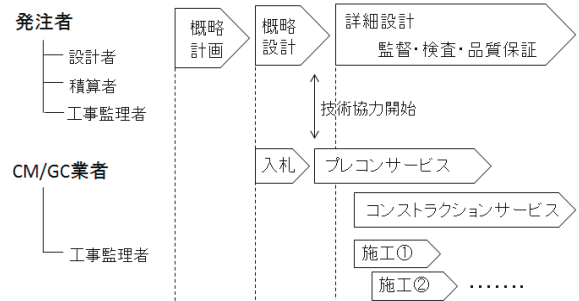 発注者
設計者
積算者
工事監理者
概略
計画
概略
設計
詳細設計
監督・検査・品質保証
技術協力開始
CM/GC業者
工事監理者
入札
プレコンサービス
コンストラクションサービス
施工①
施工② ・・・・・・・